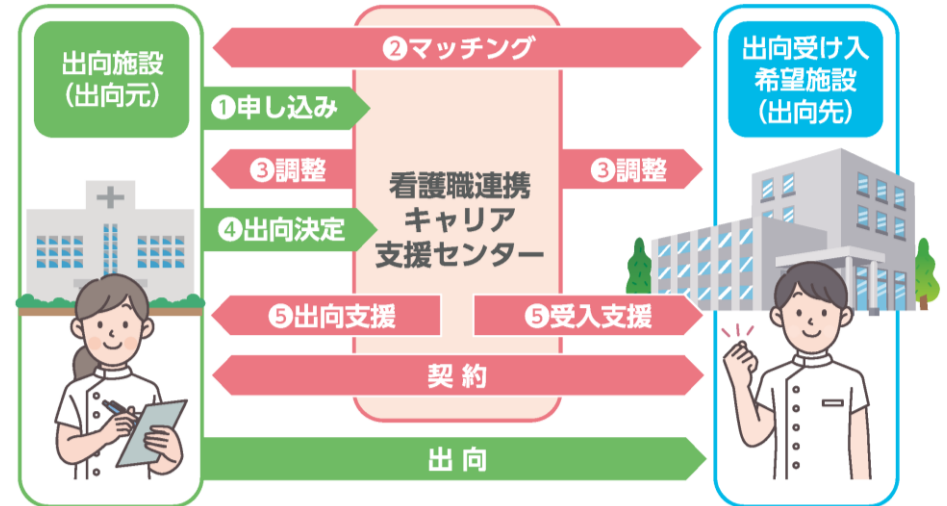 出向施設
（出向元）
❷マッチング
出向受け入
希望施設
（出向先）
❶申し込み
❸調整
❸調整
看護職連携
キャリア
支援センター
❹出向決定
❺出向支援
❺受入支援
契約
出向